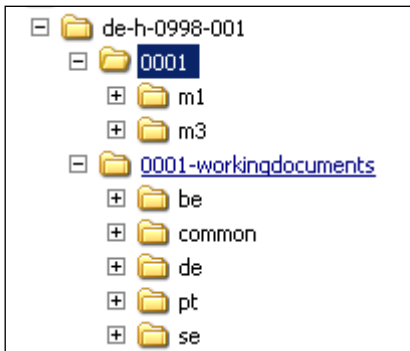 de-h-0998-001
0001
m1
m3
0001-workingdocuments
be
common
de
pt
se